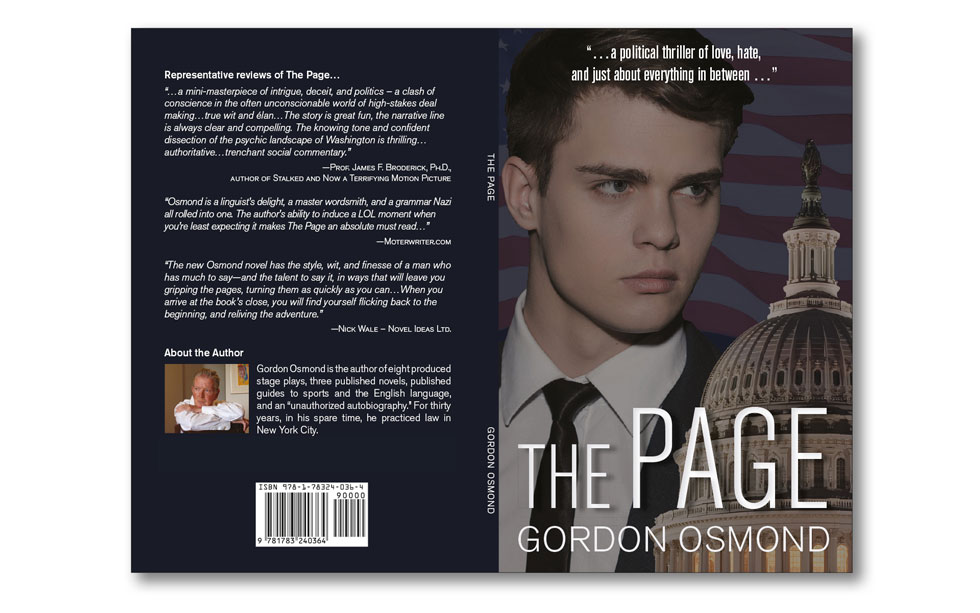 Representative reviews of The Page…
“…a mini-masterpiece of intrigue, deceit, and politics – a clash of
conscience in the often unconscionable world of high-stakes deal
making…true wit and élan…The story is great fun, the narrative line
is always clear and compelling. The knowing tone and confident
dissection of the psychic landscape of Washington is thrilling…
authoritative…trenchant social commentary.”
—Prof. James F. Broderick, Ph.D.,
author of Stalked and Now a Terrifying Motion Picture
“Osmond is a linguist’s delight, a master wordsmith, and a grammar Nazi
all rolled into one. The author’s ability to induce a LOL moment when
you’re least expecting it makes The Page an absolute must read…”
—Moterwriter.com
“The new Osmond novel has the style, wit, and finesse of a man who
has much to say—and the talent to say it, in ways that will leave you
gripping the pages, turning them as quickly as you can…When you
arrive at the book’s close, you will find yourself flicking back to the
beginning, and reliving the adventure.”
—Nick Wale – Novel Ideas Ltd.
About the Author
Gordon Osmond is the author of eight produced
stage plays, three published novels, published
guides to sports and the English language,
and an “unauthorized autobiography.” For thirty
years, in his spare time, he practiced law in
New York City.
ISBN 978-1-78324-036-4
90000
9 781783 240364
THE PAGE
GORDON OSMOND
“…a political thriller of love, hate,
and just about everything in between …”
THE PAGE
GORDON OSMOND